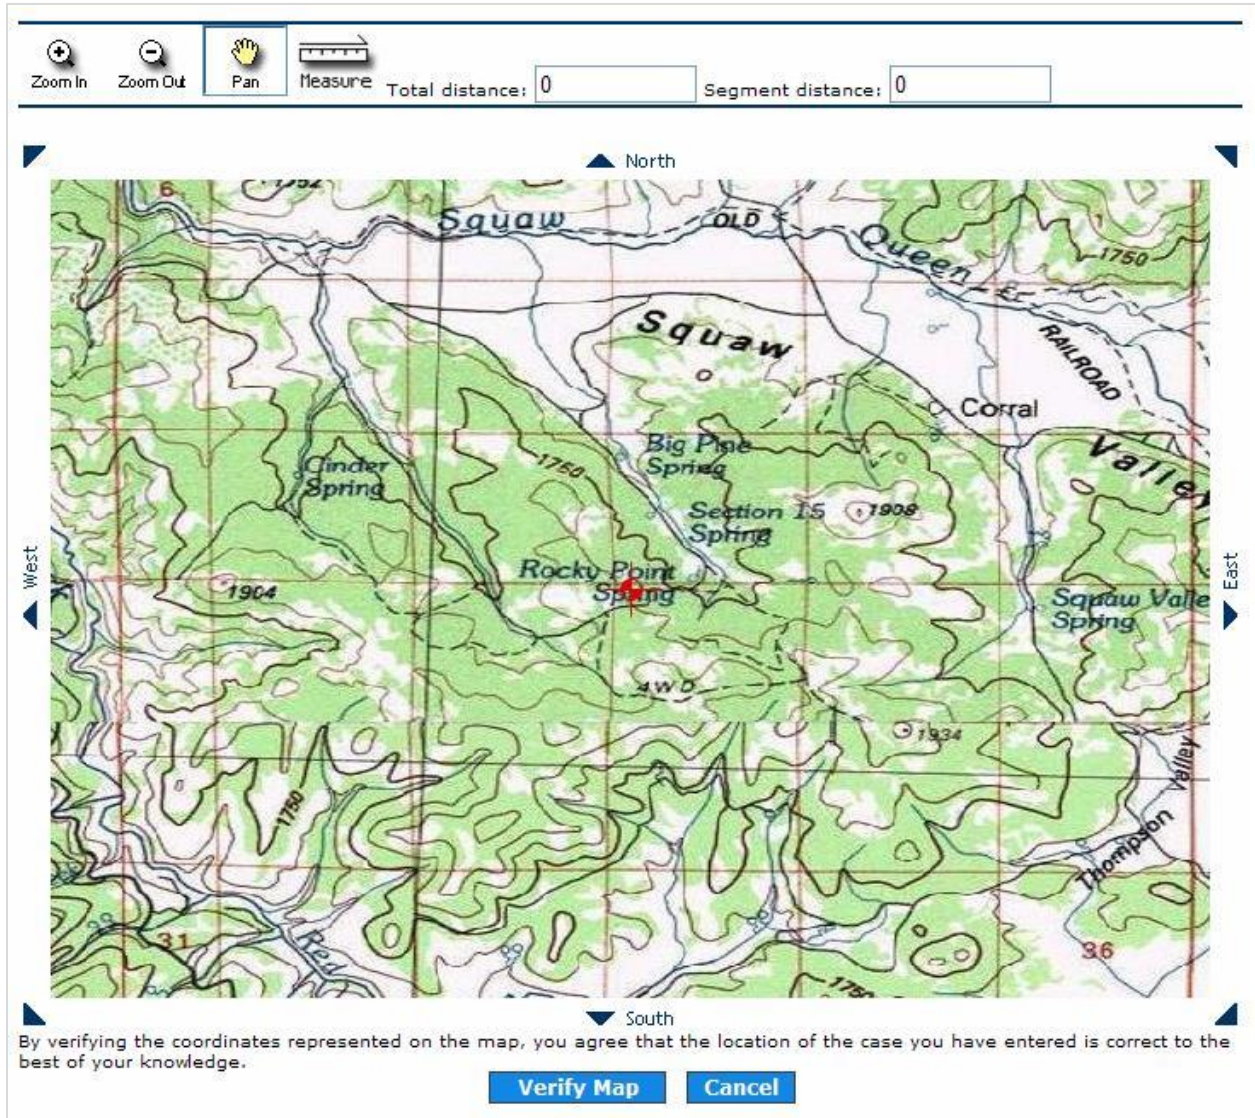 Zoom In
Zoom Out
Pan
Measure
Total distance: 0
Segment distance: 0
North
6
1752
Squaw
OLD
Queen
1750
Squaw
RAILROAD
Corral
Valley
Big Pine
Spring
Cinder
Spring
1750
Section 15
Spring
1908
West
East
Rocky Point
Spring
1904
Squaw Valle
Spring
4WD
1934
Valley
1750
Thompson
31
Red
36
1750
South
By verifying the coordinates represented on the map, you agree that the location of the case you have entered is correct to the
best of your knowledge.
Verify Map
Cancel